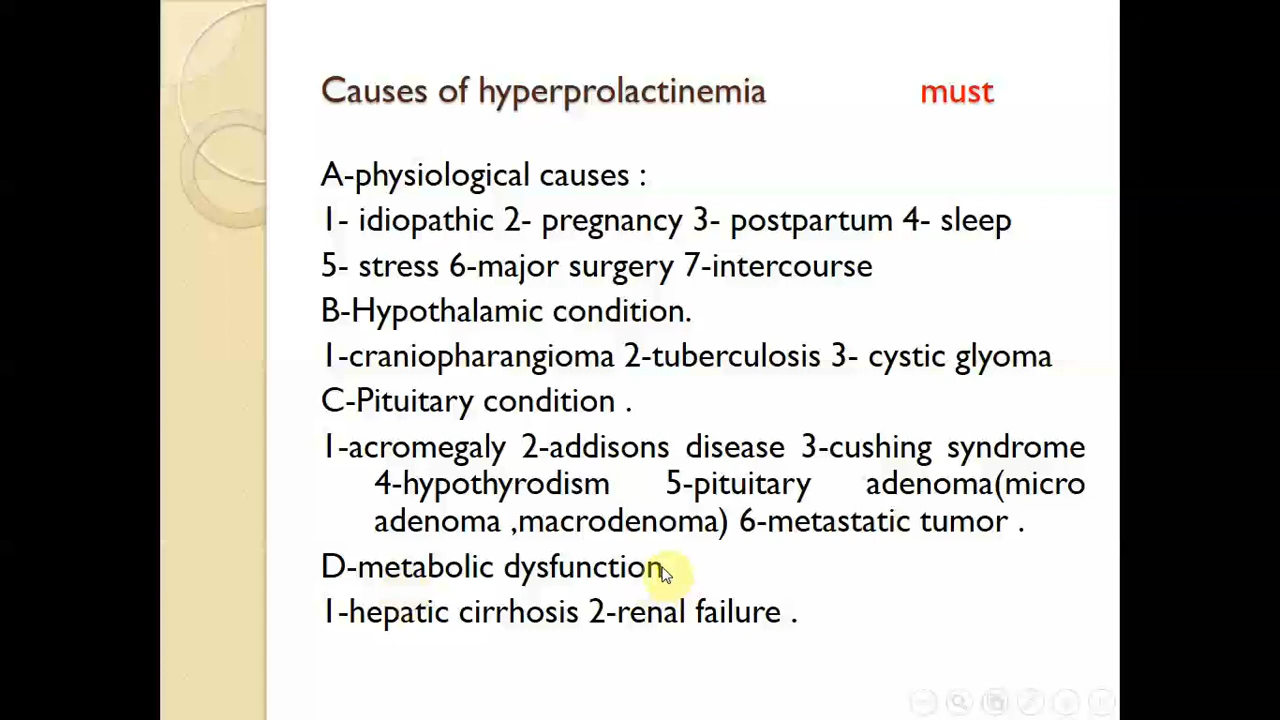 Causes of hyperprolactinemia must
A-physiological causes :
1- idiopathic 2- pregnancy 3- postpartum 4- sleep
5- stress 6-major surgery 7-intercourse
B-Hypothalamic condition.
1-craniopharangioma 2-tuberculosis 3- cystic glyoma
C-Pituitary condition .
1-acromegaly 2-addisons disease 3-cushing syndrome
4-hypothyrodism 5-pituitary adenoma(micro
adenoma ,macrodenoma) 6-metastatic tumor .
D-metabolic dysfunction
1-hepatic cirrhosis 2-renal failure .